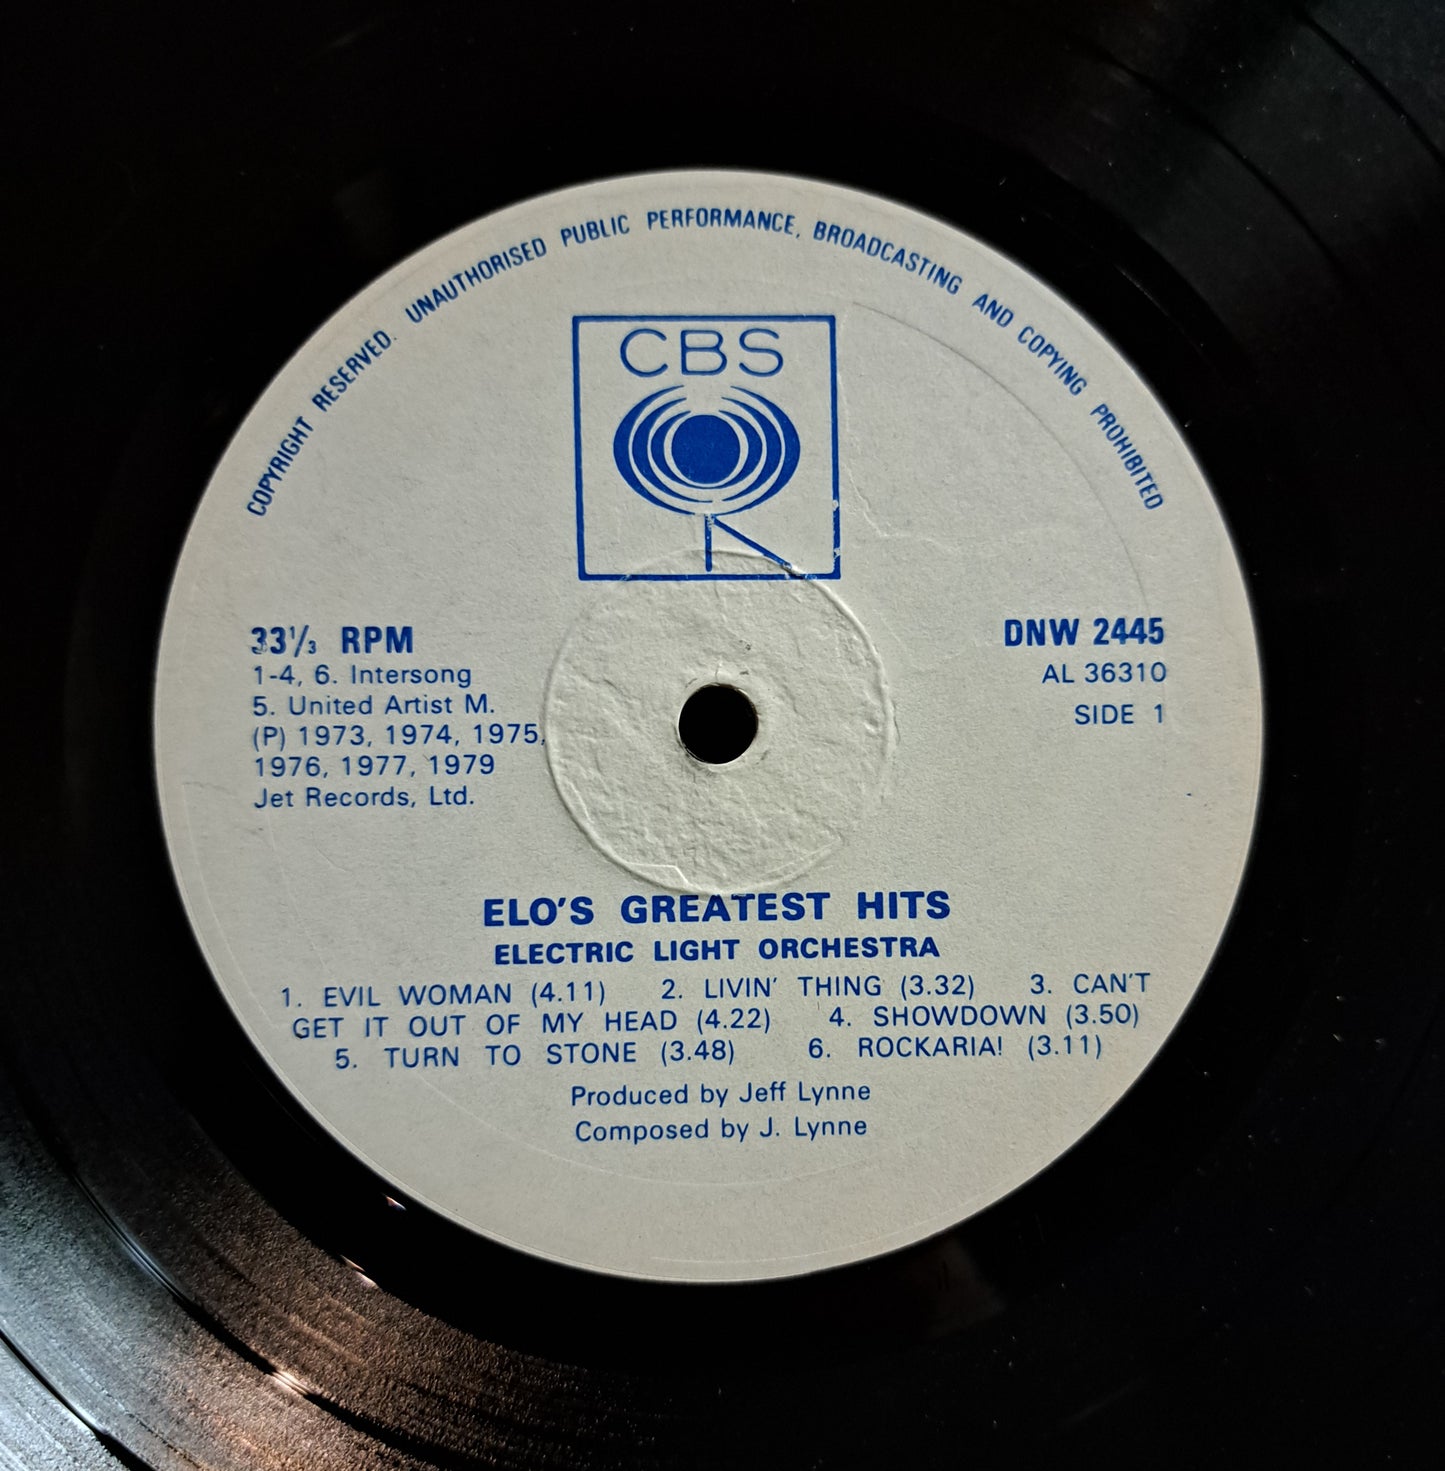 COPYRIGHT RESERVED. UNAUTHORISED PUBLIC PERFORMANCE, BROADCASTING AND COPYING PROHIBITED
CBS
33⅓ RPM
1-4, 6. Intersong
5. United Artist M.
(P) 1973, 1974, 1975,
1976, 1977, 1979
Jet Records, Ltd.
DNW 2445
AL 36310
SIDE 1
ELO'S GREATEST HITS
ELECTRIC LIGHT ORCHESTRA
1. EVIL WOMAN (4.11) 2. LIVIN' THING (3.32) 3. CAN'T
GET IT OUT OF MY HEAD (4.22) 4. SHOWDOWN (3.50)
5. TURN TO STONE (3.48) 6. ROCKARIA! (3.11)
Produced by Jeff Lynne
Composed by J. Lynne